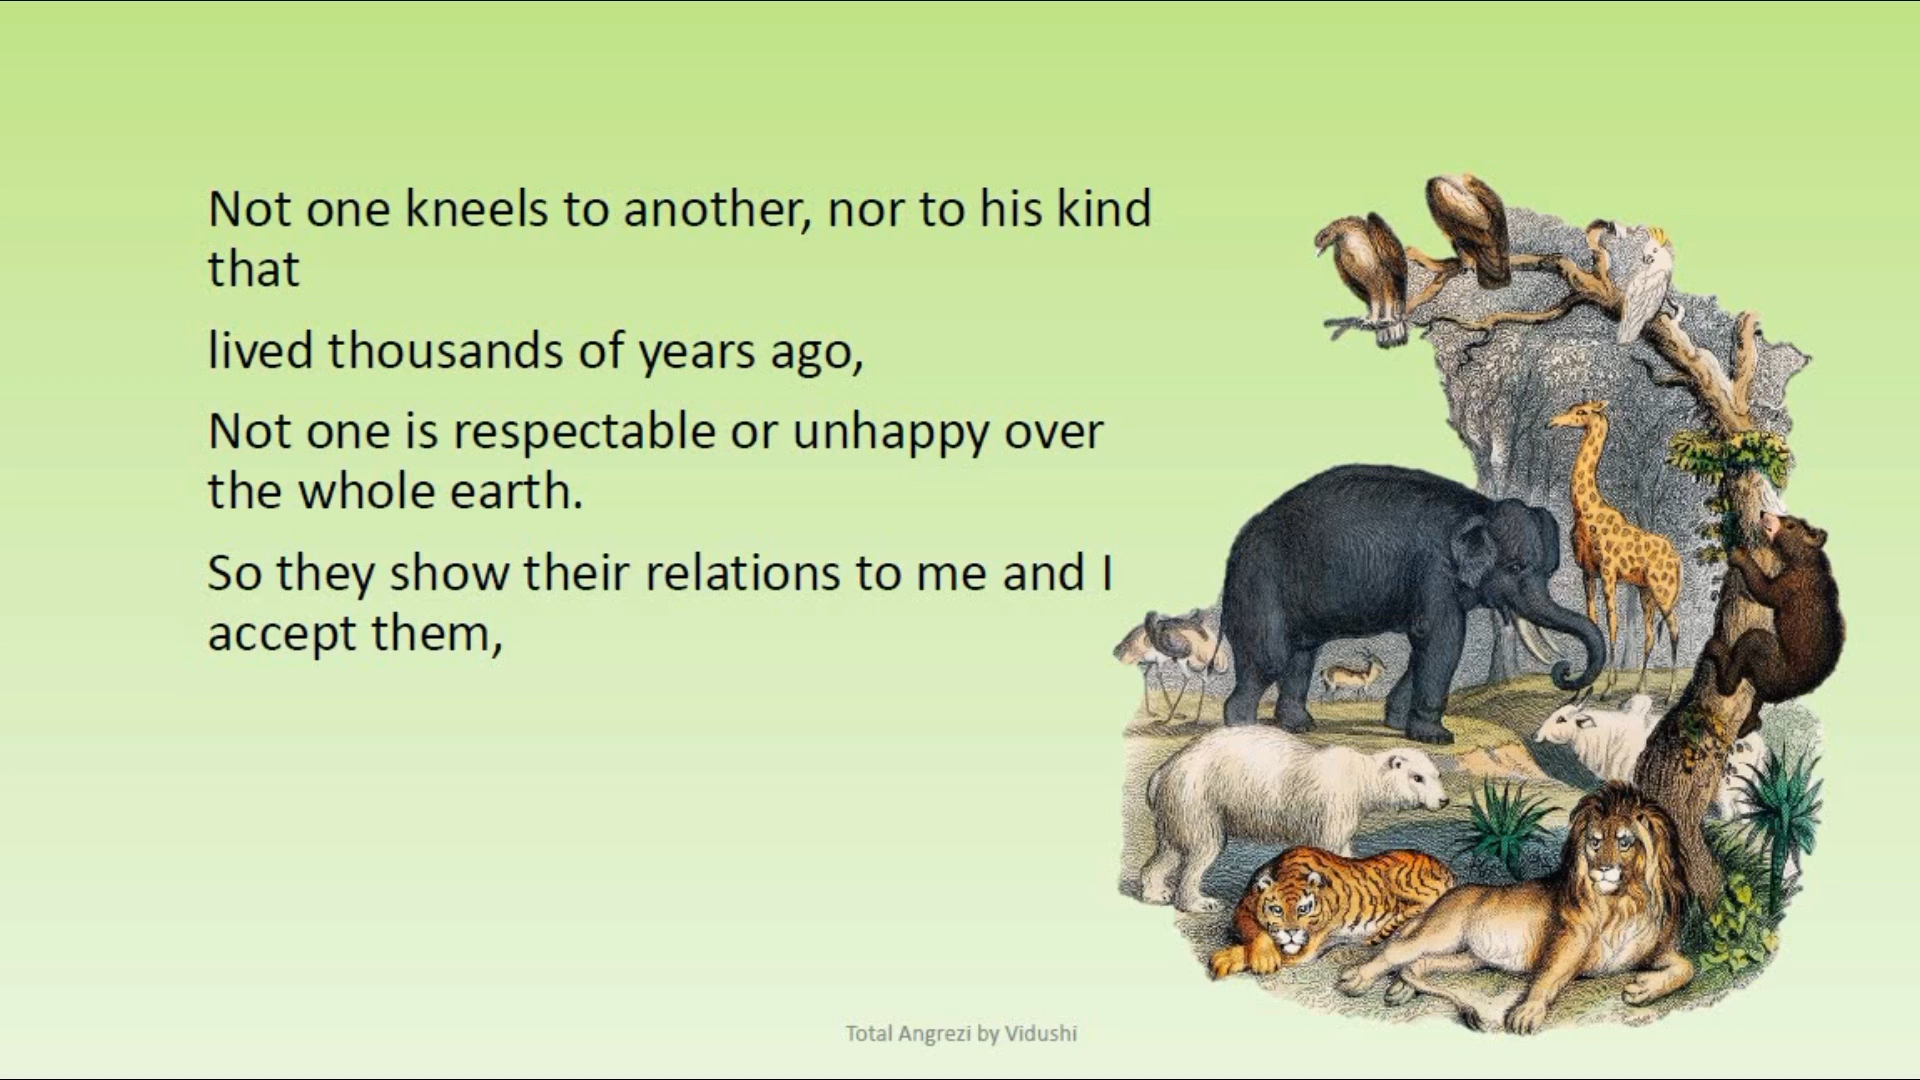 Not one kneels to another, nor to his kind
that
lived thousands of years ago,
Not one is respectable or unhappy over
the whole earth.
So they show their relations to me and I
accept them,
Total Angrezi by Vidushi